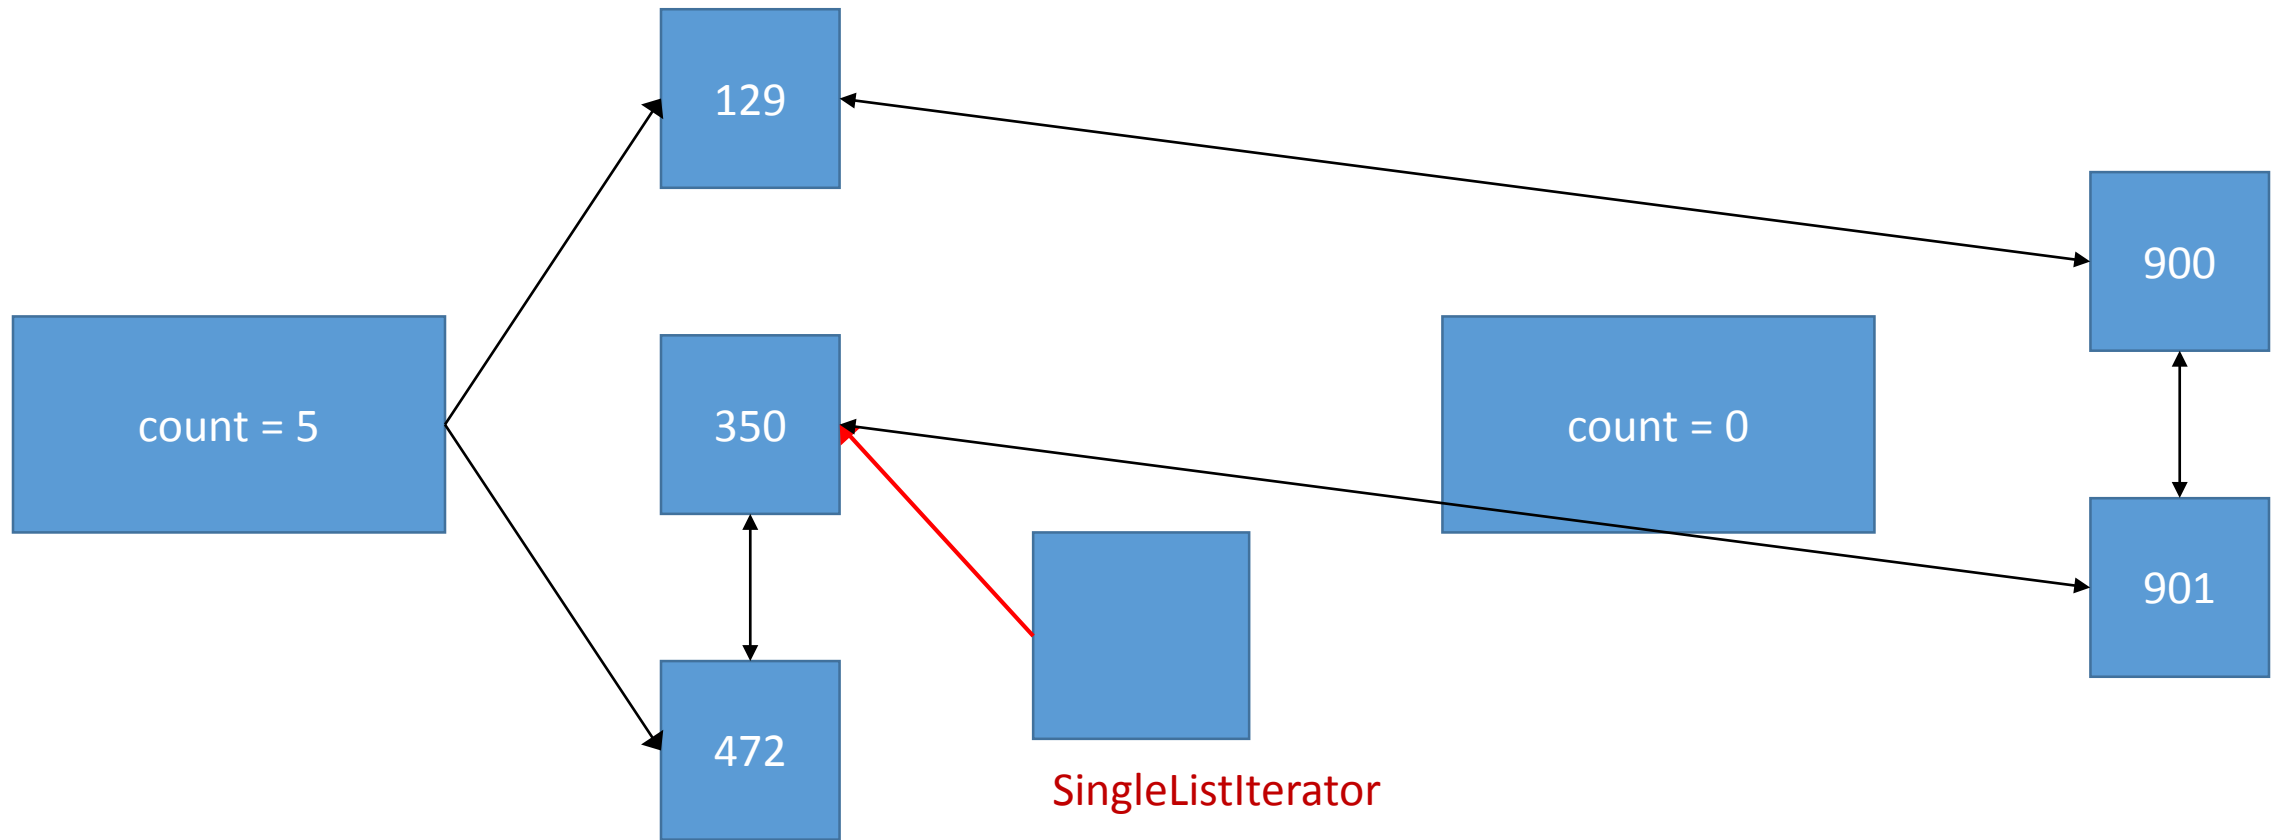 129
900
count = 5
350
count = 0
901
472
SingleListIterator